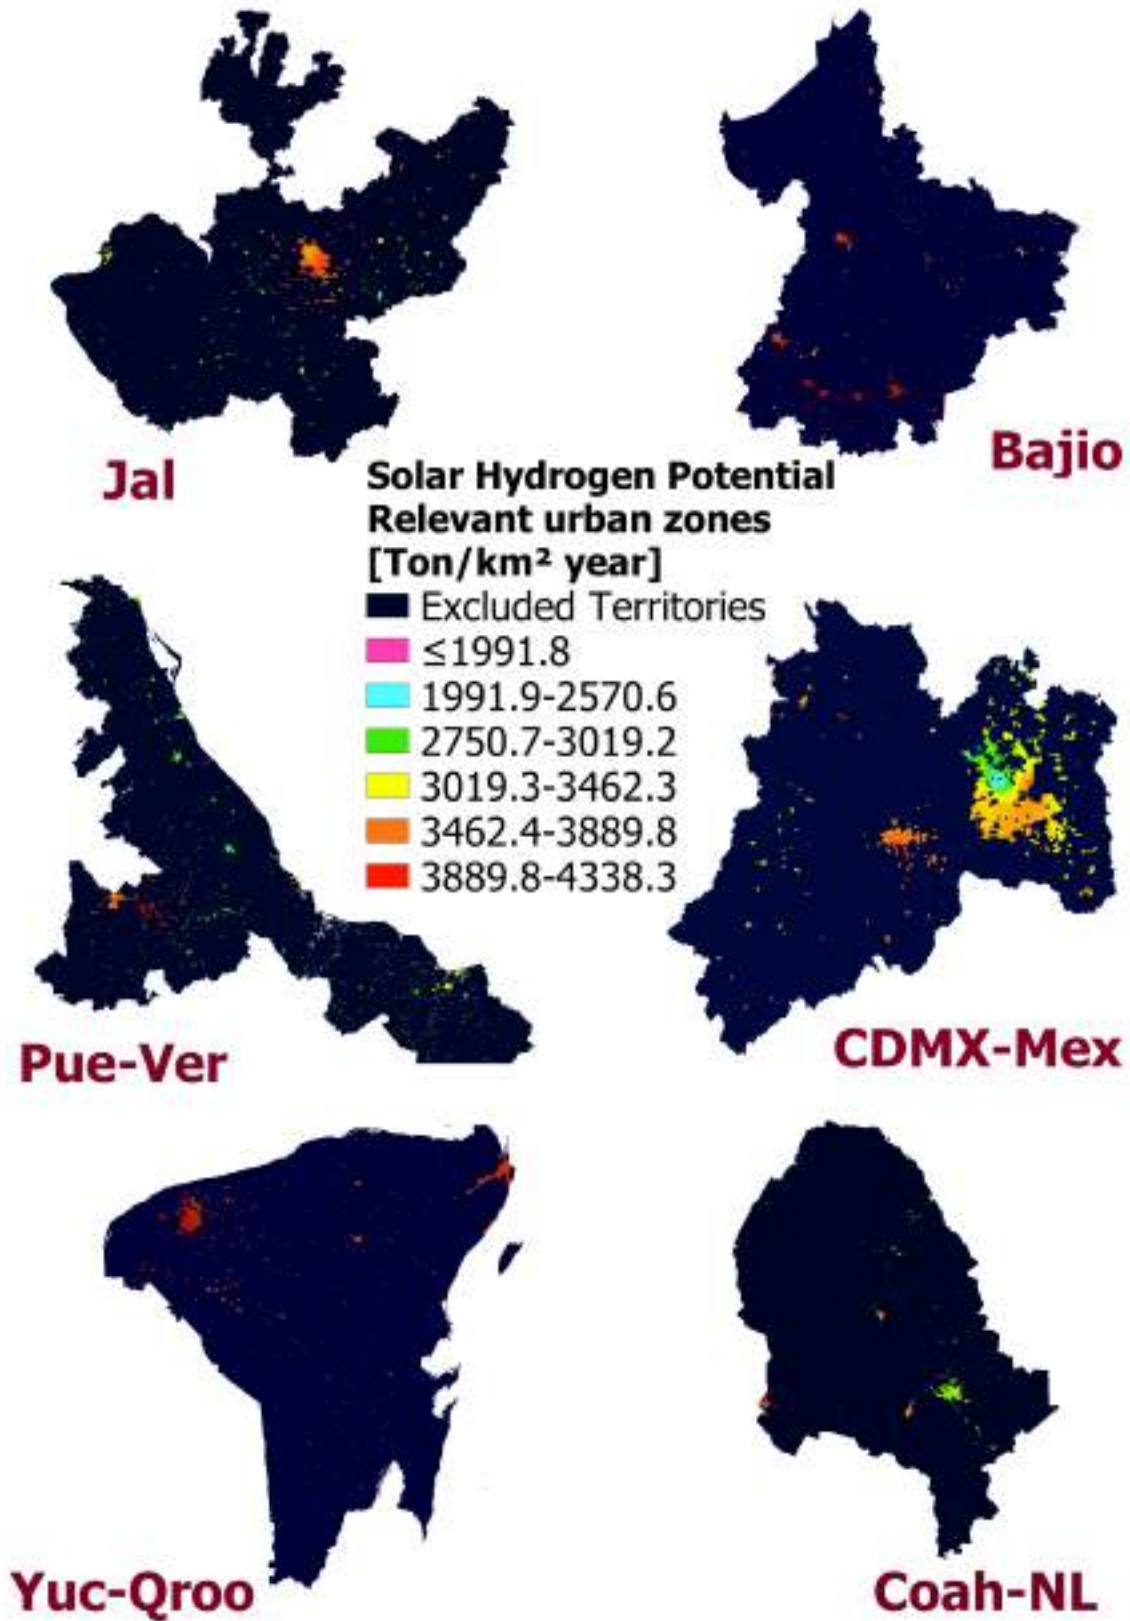 Jal
Bajio
Solar Hydrogen Potential
Relevant urban zones
[Ton/km² year]
Excluded Territories
≤1991.8
1991.9-2570.6
2750.7-3019.2
3019.3-3462.3
3462.4-3889.8
3889.8-4338.3
Pue-Ver
CDMX-Mex
Yuc-Qroo
Coah-NL